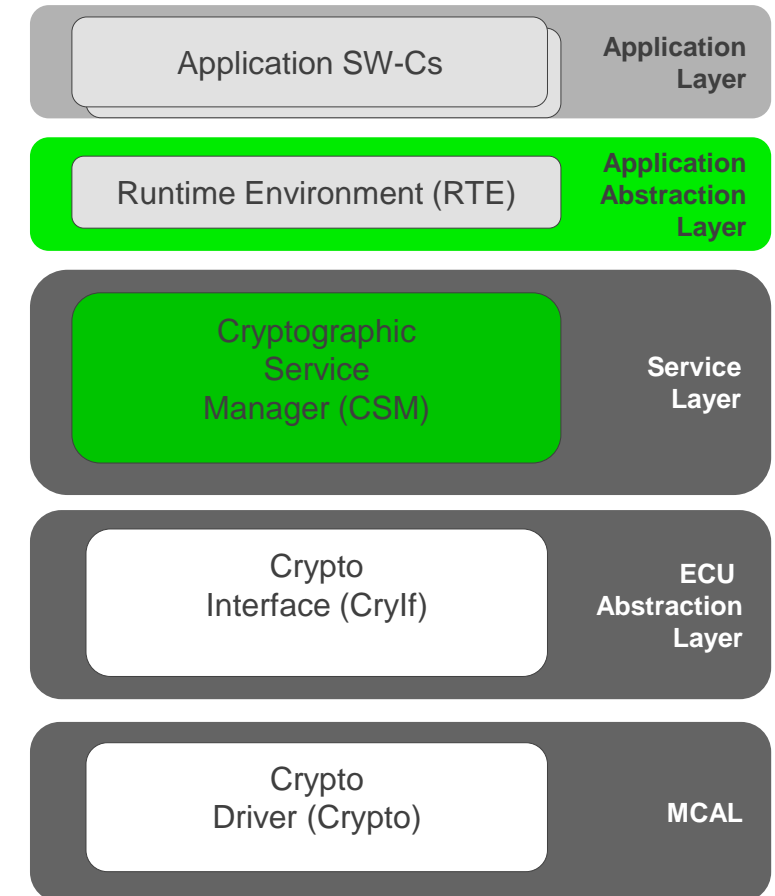 Application SW-Cs
Application
Layer
Runtime Environment (RTE)
Application
Abstraction
Layer
Cryptographic
Service
Manager (CSM)
Service
Layer
Crypto
Interface (CryIf)
ECU
Abstraction
Layer
Crypto
Driver (Crypto)
MCAL